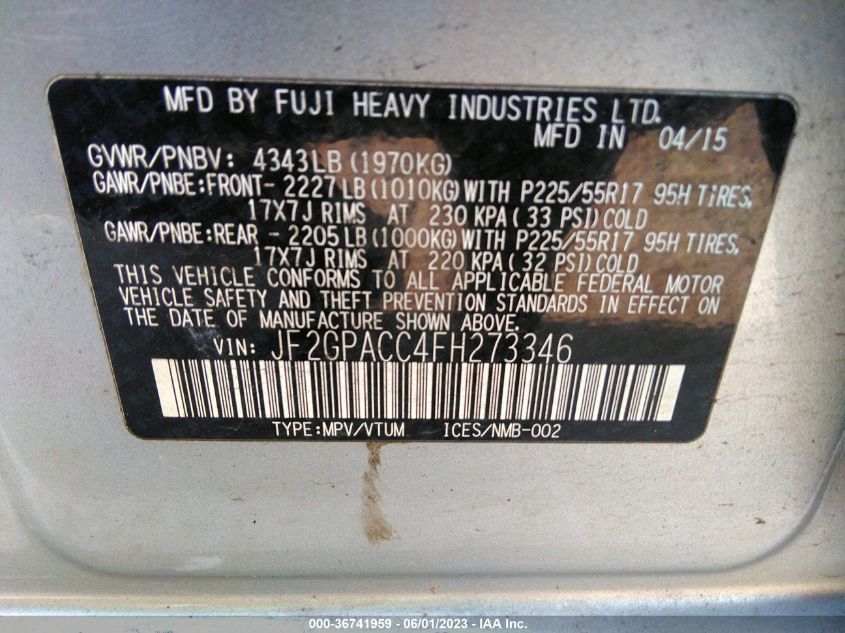 MFD BY FUJI HEAVY INDUSTRIES LTD.
MFD IN 04/15
GVWR/PNBV: 4343LB (1970KG)
GAWR/PNBE:FRONT- 2227 LB (1010KG) WITH P225/55R17 95H TIRES,
17X7J RIMS AT 230 KPA ( 33 PSI) COLD
GAWR/PNBE:REAR - 2205 LB (1000KG) WITH P225/55R17 95H TIRES,
17X7J RIMS AT 220 KPA ( 32 PSI) COLD
THIS VEHICLE CONFORMS TO ALL APPLICABLE FEDERAL MOTOR
VEHICLE SAFETY AND THEFT PREVENTION STANDARDS IN EFFECT ON
THE DATE OF MANUFACTURE SHOWN ABOVE.
VIN: JF2GPACC4FH273346
TYPE:MPV/VTUM ICES/NMB-002
000-36741959 - 06/01/2023 - © IAA Inc.